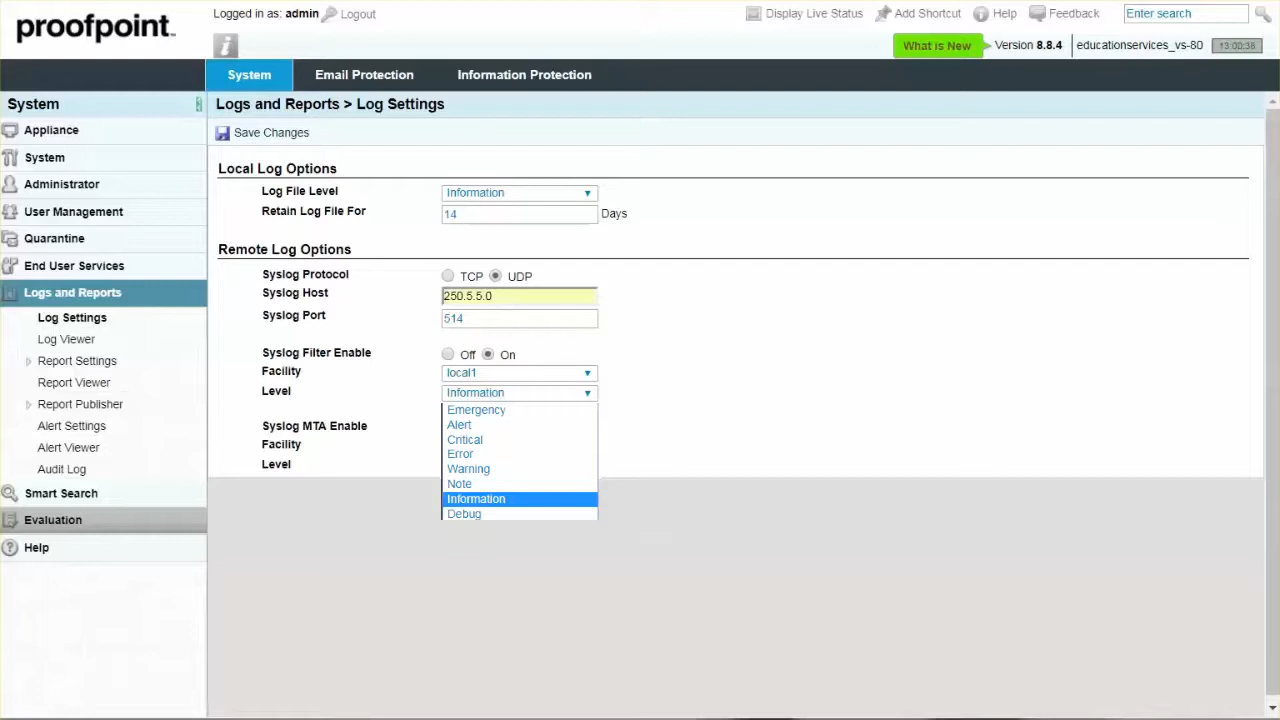 proofpoint
Logged in as: admin Logout
Display Live Status Add Shortcut Help Feedback Enter search
What is New Version 8.8.4 educationservices_vs-80 13:00:36
System Email Protection Information Protection
System
Appliance
System
Administrator
User Management
Quarantine
End User Services
Logs and Reports
Log Settings
Log Viewer
Report Settings
Report Viewer
Report Publisher
Alert Settings
Alert Viewer
Audit Log
Smart Search
Evaluation
Help
Logs and Reports > Log Settings
Save Changes
Local Log Options
Log File Level Information
Retain Log File For 14 Days
Remote Log Options
Syslog Protocol TCP UDP
Syslog Host 250.5.5.0
Syslog Port 514
Syslog Filter Enable Off On
Facility local1
Level Information
Emergency
Alert
Critical
Error
Warning
Note
Information
Debug
Syslog MTA Enable
Facility
Level